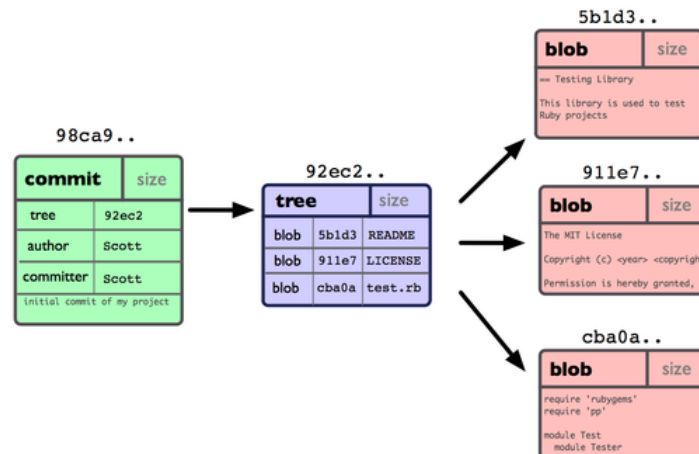 98ca9..
commit size
tree 92ec2
author Scott
committer Scott
initial commit of my project
92ec2..
tree size
blob 5b1d3 README
blob 911e7 LICENSE
blob cba0a test.rb
5b1d3..
blob size
== Testing Library
This library is used to test
Ruby projects
911e7..
blob size
The MIT License
Copyright (c) <year> <copyrigh
Permission is hereby granted,
cba0a..
blob size
require 'rubygems'
require 'pp'
module Test
module Tester